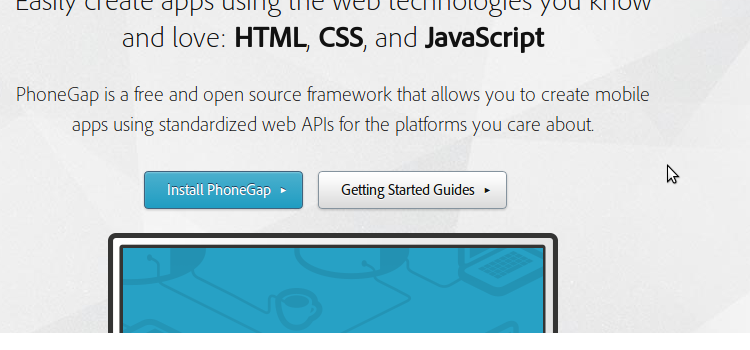 Easily create apps using the web technologies you know
and love: HTML, CSS, and JavaScript
PhoneGap is a free and open source framework that allows you to create mobile
apps using standardized web APIs for the platforms you care about.
Install PhoneGap ▸
Getting Started Guides ▸